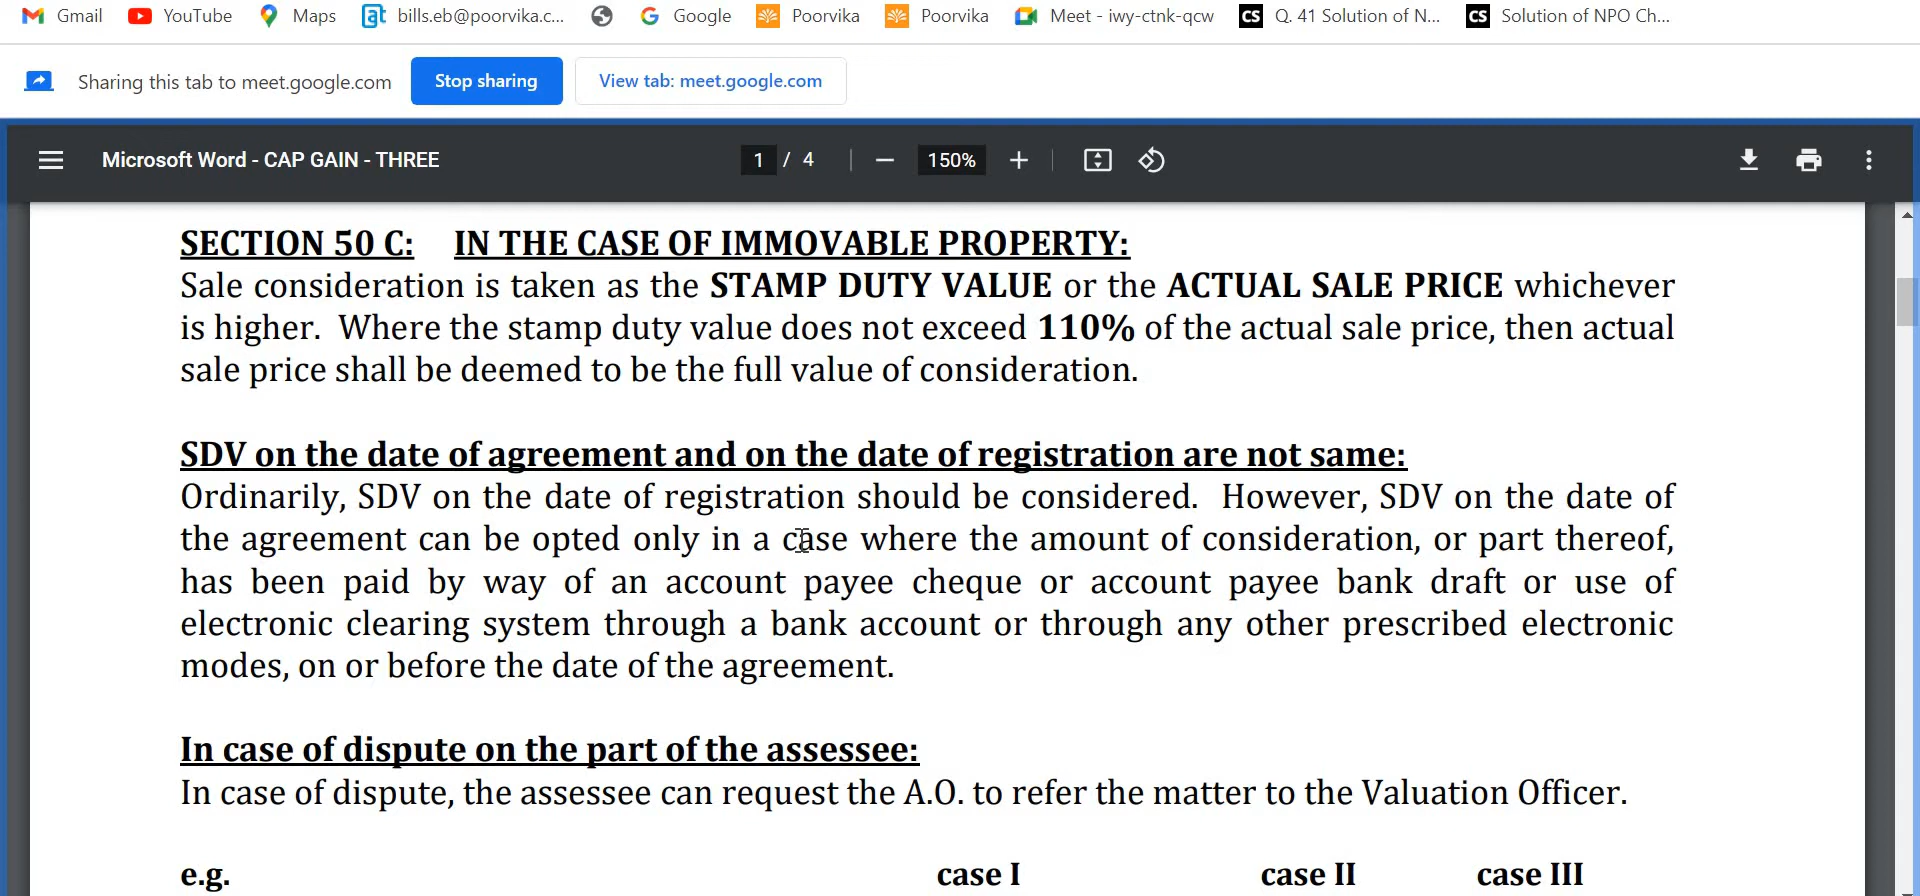 Gmail YouTube Maps bills.eb@poorvika.c... Google Poorvika Poorvika Meet - iwy-ctnk-qcw CS Q. 41 Solution of N... CS Solution of NPO Ch...
Sharing this tab to meet.google.com Stop sharing View tab: meet.google.com
Microsoft Word - CAP GAIN - THREE 1 / 4 150%
SECTION 50 C: IN THE CASE OF IMMOVABLE PROPERTY:
Sale consideration is taken as the STAMP DUTY VALUE or the ACTUAL SALE PRICE whichever
is higher. Where the stamp duty value does not exceed 110% of the actual sale price, then actual
sale price shall be deemed to be the full value of consideration.
SDV on the date of agreement and on the date of registration are not same:
Ordinarily, SDV on the date of registration should be considered. However, SDV on the date of
the agreement can be opted only in a case where the amount of consideration, or part thereof,
has been paid by way of an account payee cheque or account payee bank draft or use of
electronic clearing system through a bank account or through any other prescribed electronic
modes, on or before the date of the agreement.
In case of dispute on the part of the assessee:
In case of dispute, the assessee can request the A.O. to refer the matter to the Valuation Officer.
e.g. case I case II case III